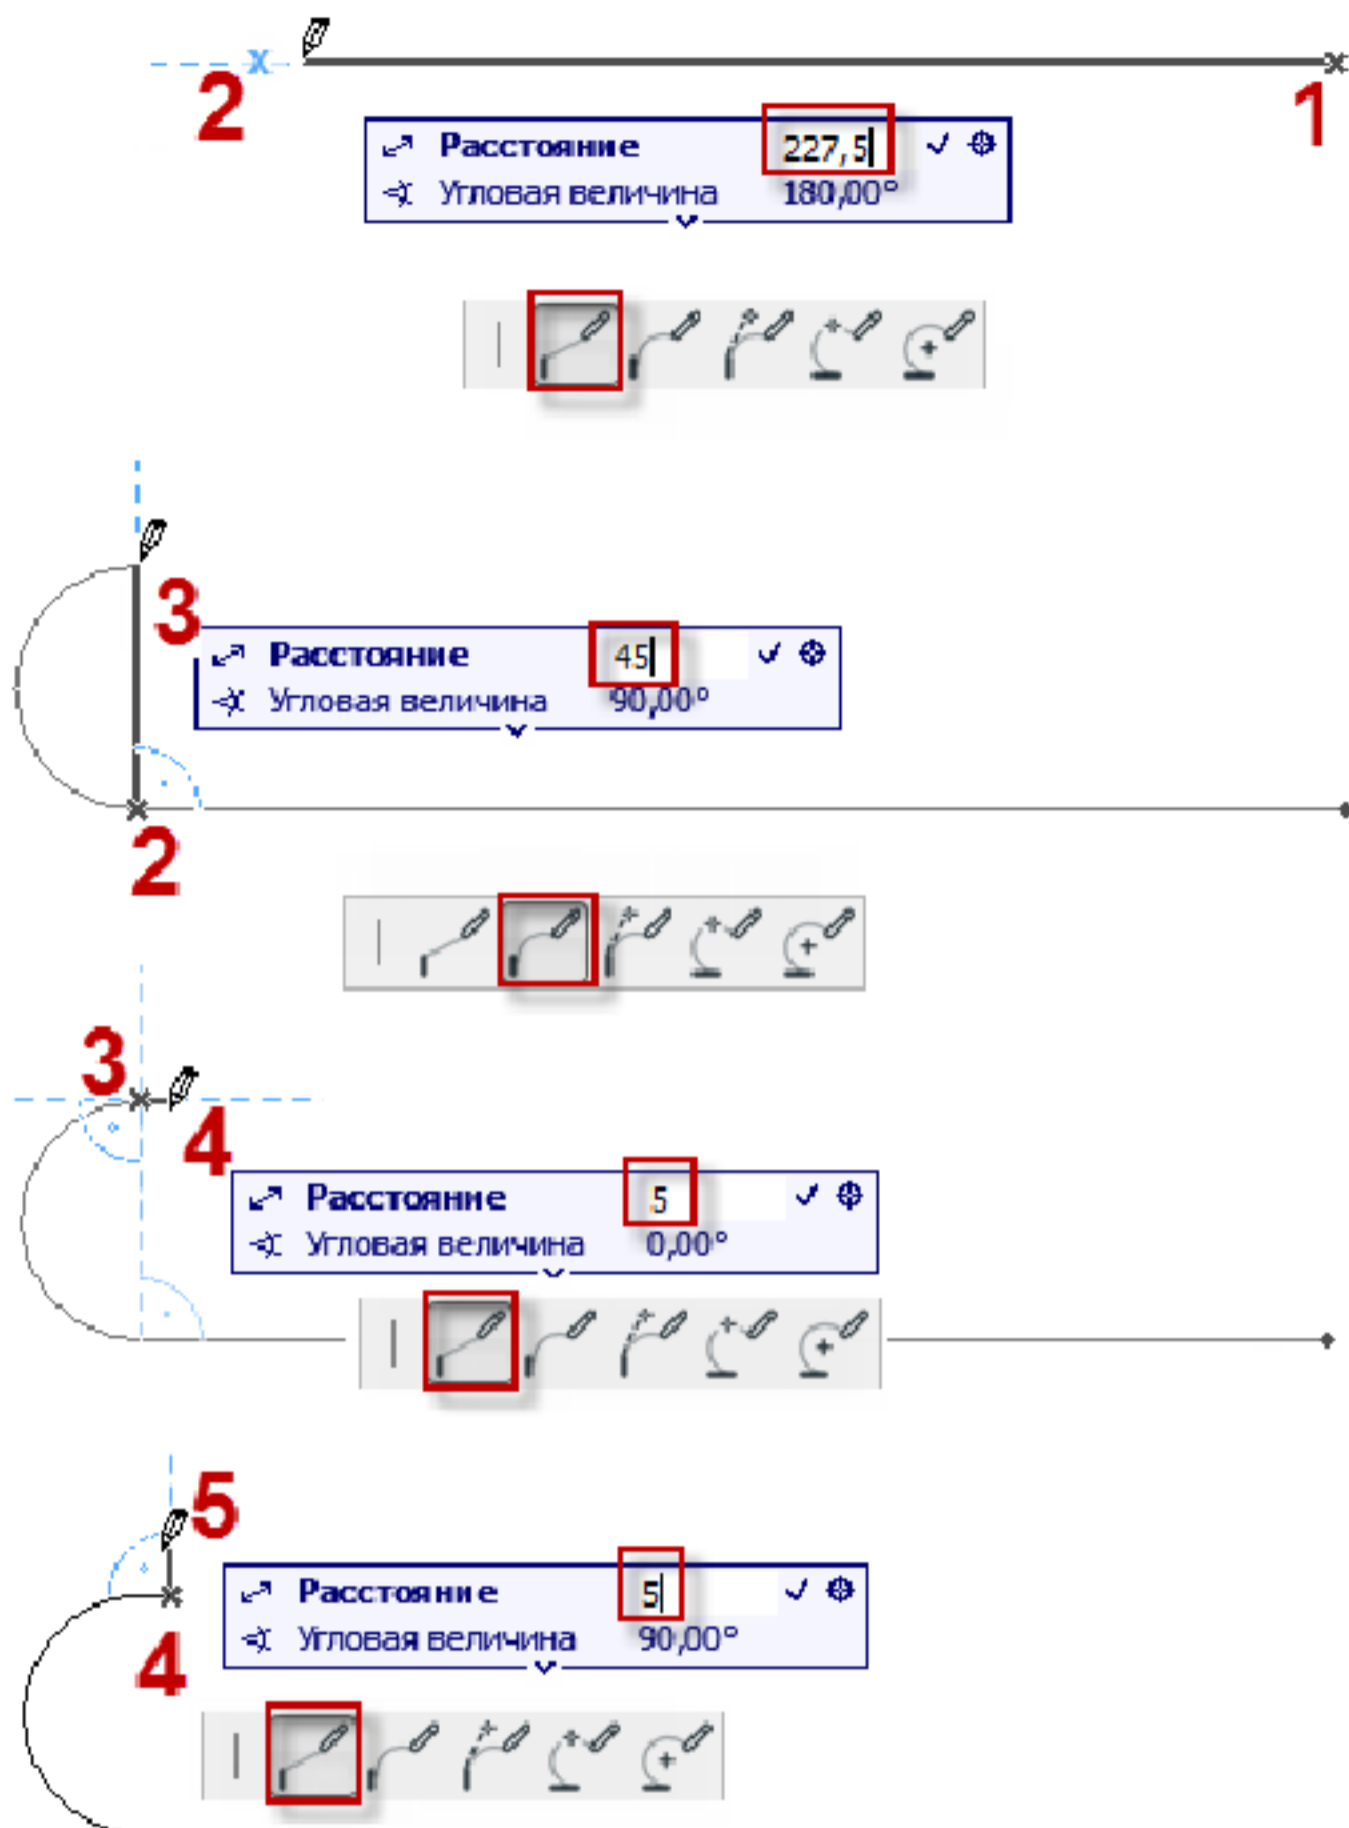 2
1
Расстояние 227,5
Угловая величина 180,00°
3
Расстояние 45
Угловая величина 90,00°
2
3
4
Расстояние 5
Угловая величина 0,00°
5
Расстояние 5
Угловая величина 90,00°
4